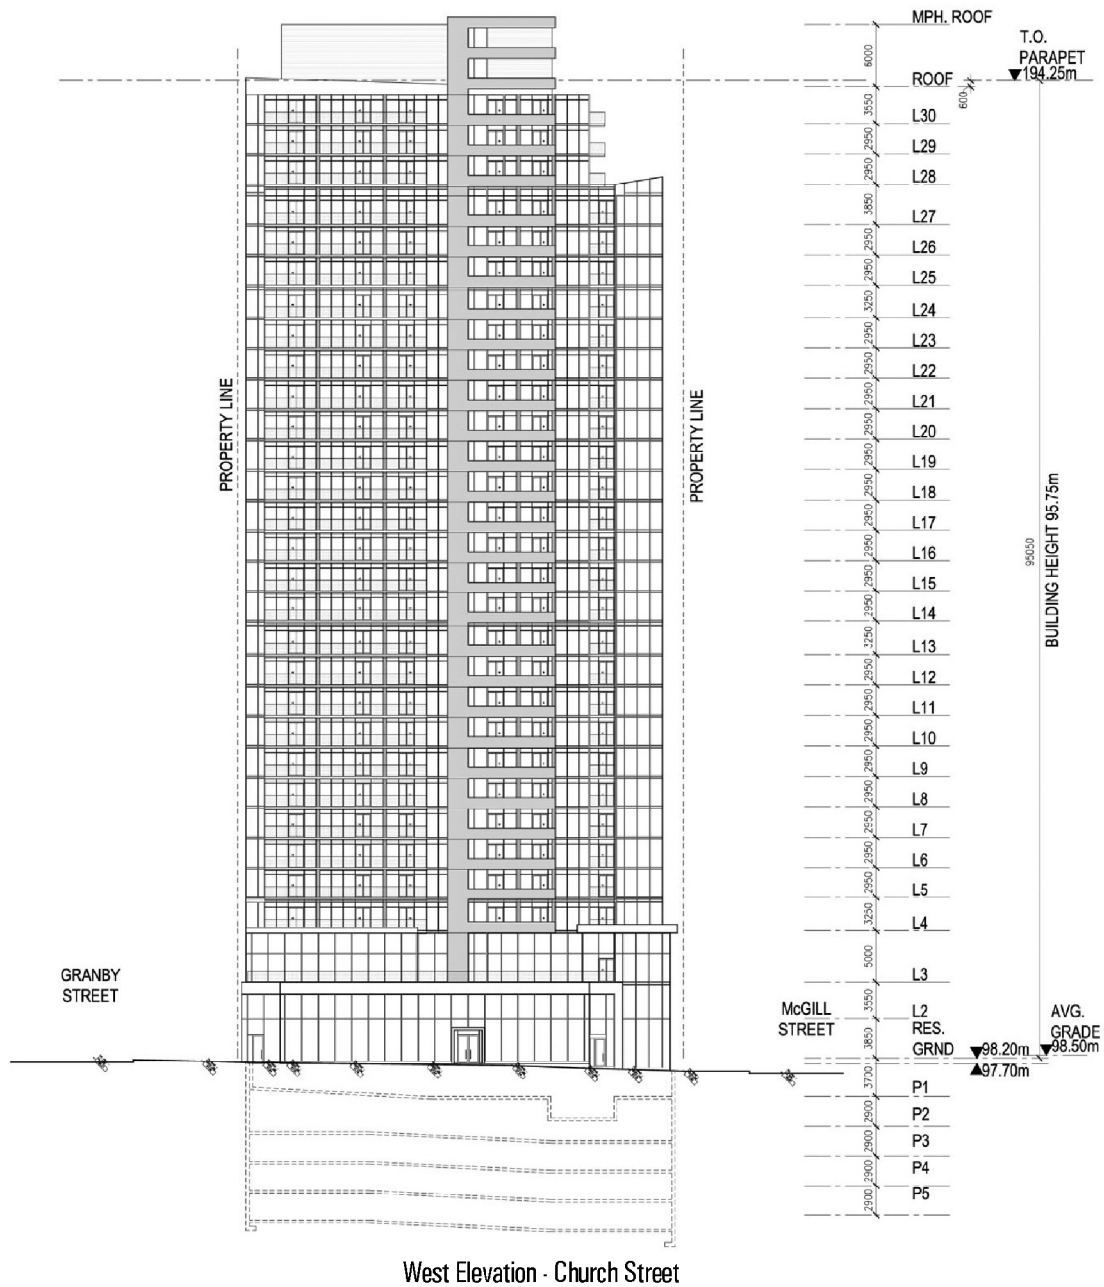 MPH. ROOF
T.O.
PARAPET
194.25m
6000
ROOF
600
3550
L30
2950
L29
2950
L28
3850
L27
2950
L26
2950
L25
3250
L24
2950
L23
2950
L22
2950
L21
2950
L20
2950
L19
2950
L18
2950
L17
2950
L16
2950
L15
2950
L14
3250
L13
2950
L12
2950
L11
2950
L10
2950
L9
2950
L8
2950
L7
2950
L6
2950
L5
3250
L4
5000
L3
3550
L2
3850
RES.
GRND
98.20m
97.70m
AVG.
GRADE
98.50m
95050
BUILDING HEIGHT 95.75m
PROPERTY LINE
PROPERTY LINE
GRANBY
STREET
McGILL
STREET
3700
P1
2900
P2
2900
P3
2900
P4
2900
P5
West Elevation - Church Street